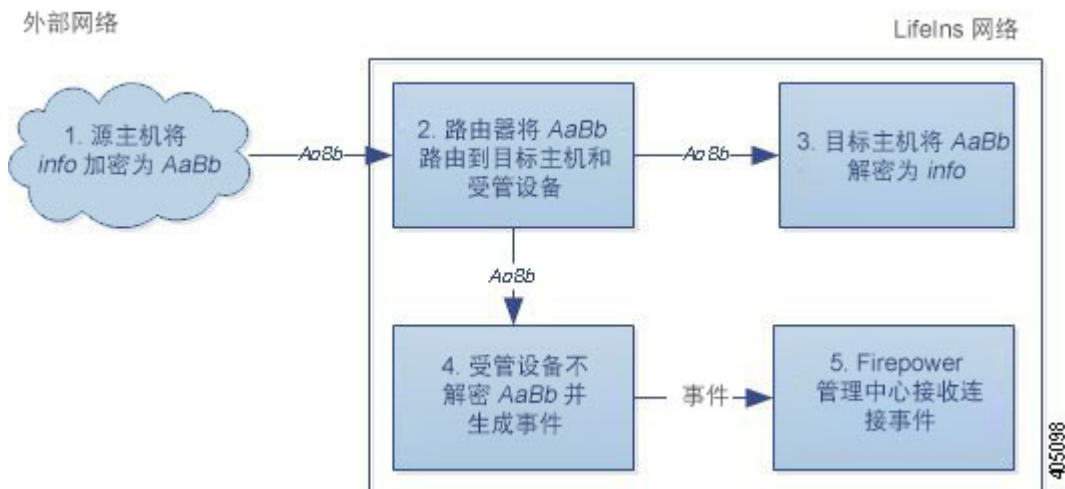 外部网络
LifeIns 网络
1. 源主机将
info 加密为 AaBb
AaBb
2. 路由器将 AaBb
路由到目标主机和
受管设备
AaBb
3. 目标主机将 AaBb
解密为 info
AaBb
4. 受管设备不
解密 AaBb 并
生成事件
事件
5. Firepower
管理中心接收连
接事件
405098